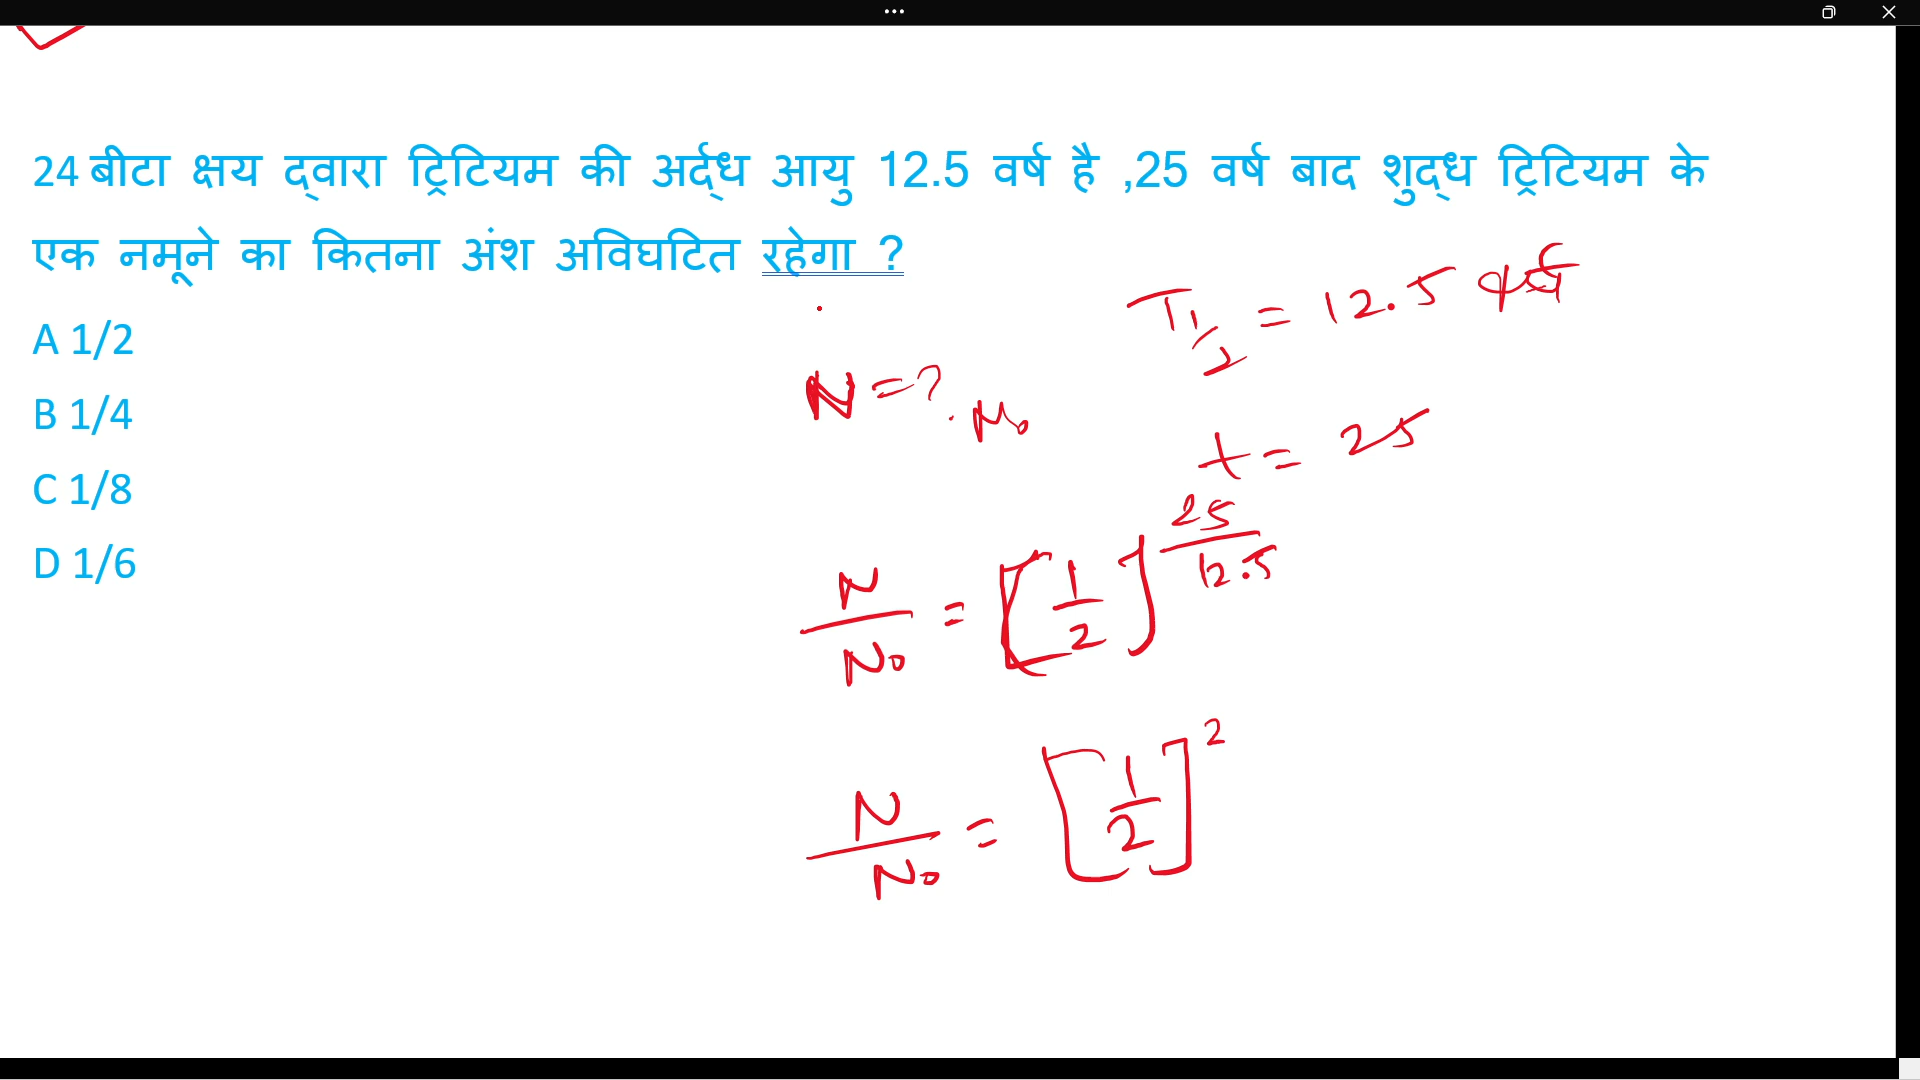 24 बीटा क्षय द्वारा ट्रिटियम की अर्द्ध आयु 12.5 वर्ष है ,25 वर्ष बाद शुद्ध ट्रिटियम के
एक नमूने का कितना अंश अविघटित रहेगा ?
A 1/2
B 1/4
C 1/8
D 1/6
T1/2 = 12.5 वर्ष
N = ? N₀
t = 25
N/N₀ = [1/2]^25/12.5
N/N₀ = [1/2]^2